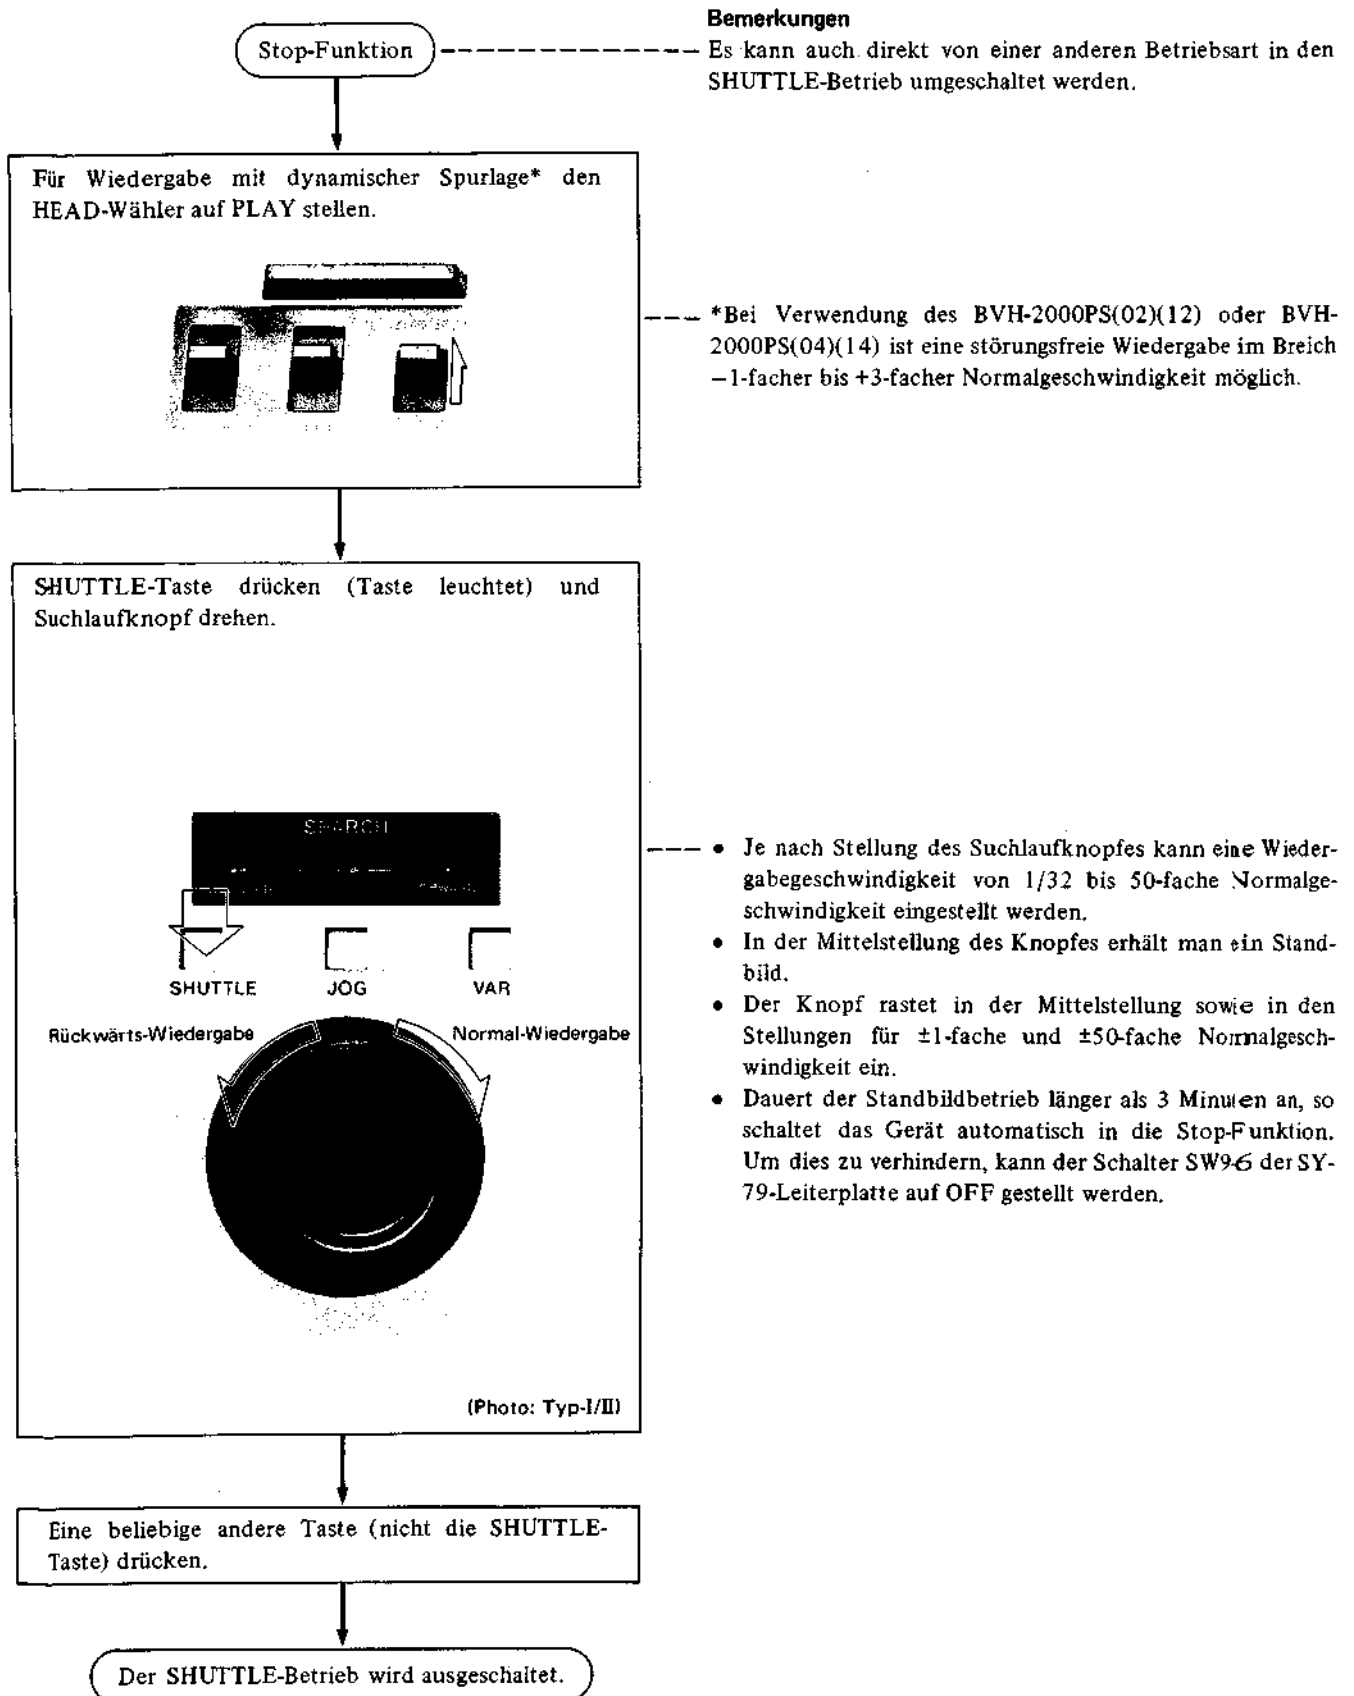 Bemerkungen
Stop-Funktion
Es kann auch direkt von einer anderen Betriebsart in den
SHUTTLE-Betrieb umgeschaltet werden.
Für Wiedergabe mit dynamischer Spurlage* den
HEAD-Wähler auf PLAY stellen.
*Bei Verwendung des BVH-2000PS(02)(12) oder BVH-
2000PS(04)(14) ist eine störungsfreie Wiedergabe im Breich
−1-facher bis +3-facher Normalgeschwindigkeit möglich.
SHUTTLE-Taste drücken (Taste leuchtet) und
Suchlaufknopf drehen.
SEARCH
SHUTTLE JOG VAR
Rückwärts-Wiedergabe Normal-Wiedergabe
(Photo: Typ-I/II)
• Je nach Stellung des Suchlaufknopfes kann eine Wieder-
gabegeschwindigkeit von 1/32 bis 50-fache Normalge-
schwindigkeit eingestellt werden.
• In der Mittelstellung des Knopfes erhält man ein Stand-
bild.
• Der Knopf rastet in der Mittelstellung sowie in den
Stellungen für ±1-fache und ±50-fache Normalgesch-
windigkeit ein.
• Dauert der Standbildbetrieb länger als 3 Minuten an, so
schaltet das Gerät automatisch in die Stop-Funktion.
Um dies zu verhindern, kann der Schalter SW9-6 der SY-
79-Leiterplatte auf OFF gestellt werden.
Eine beliebige andere Taste (nicht die SHUTTLE-
Taste) drücken.
Der SHUTTLE-Betrieb wird ausgeschaltet.